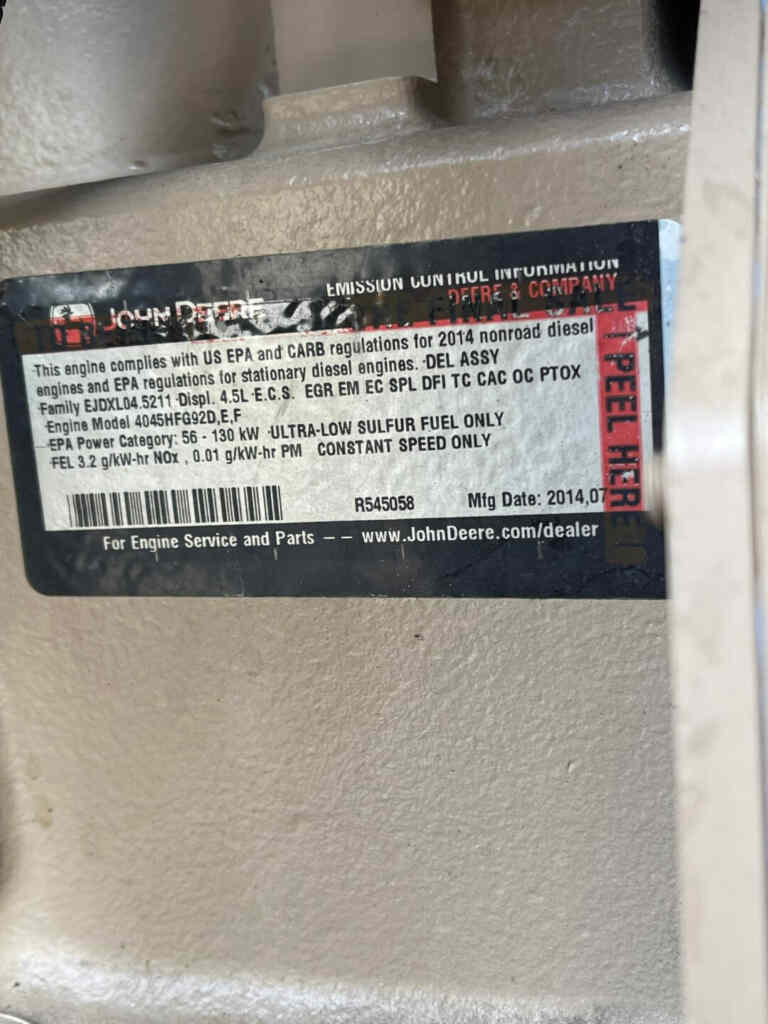 EMISSION CONTROL INFORMATION
JOHN DEERE
DEERE & COMPANY
This engine complies with US EPA and CARB regulations for 2014 nonroad diesel
engines and EPA regulations for stationary diesel engines. DEL ASSY
Family EJDXL04.5211 Displ. 4.5L E.C.S. EGR EM EC SPL DFI TC CAC OC PTOX
Engine Model 4045HFG92D,E,F
EPA Power Category: 56 - 130 kW ULTRA-LOW SULFUR FUEL ONLY
FEL 3.2 g/kW-hr NOx , 0.01 g/kW-hr PM CONSTANT SPEED ONLY
R545058 Mfg Date: 2014,07
For Engine Service and Parts -- www.JohnDeere.com/dealer
PEEL HERE